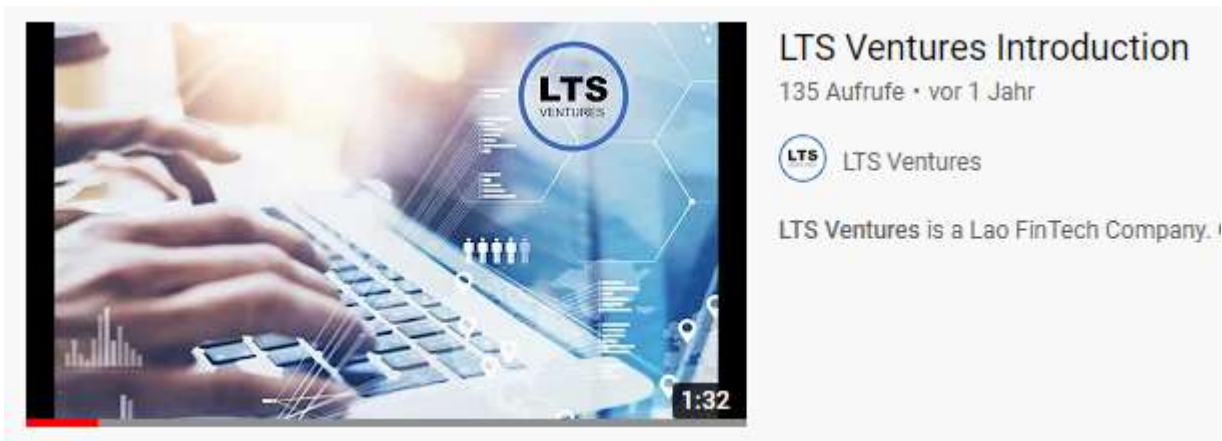 LTS
VENTURES
1:32
LTS Ventures Introduction
135 Aufrufe • vor 1 Jahr
LTS
LTS Ventures
LTS Ventures is a Lao FinTech Company.